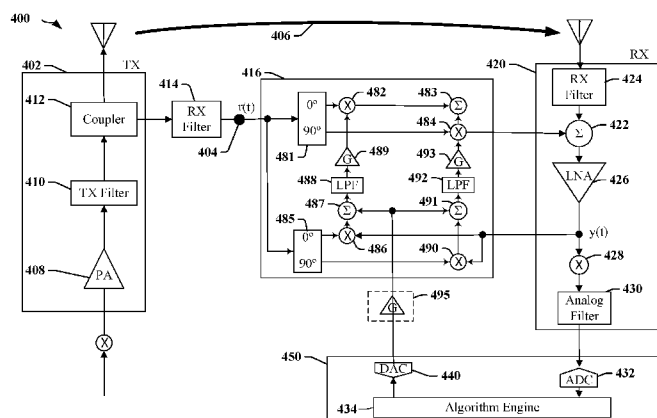 400
406
420
RX
402
TX
416
414
RX
Filter
r(t)
404
412
Coupler
482
483
0°
90°
481
X
Σ
484
X
489
G
493
G
RX
Filter
424
Σ
422
LNA
426
410
TX Filter
488
LPF
492
LPF
487
Σ
491
Σ
485
0°
90°
X
486
490
X
y(t)
X
428
408
PA
430
Analog
Filter
495
G
X
450
DAC
440
ADC
432
434
Algorithm Engine